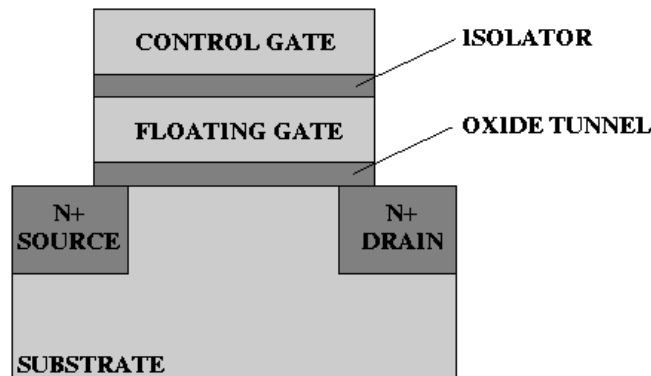 CONTROL GATE
ISOLATOR
FLOATING GATE
OXIDE TUNNEL
N+
SOURCE
N+
DRAIN
SUBSTRATE